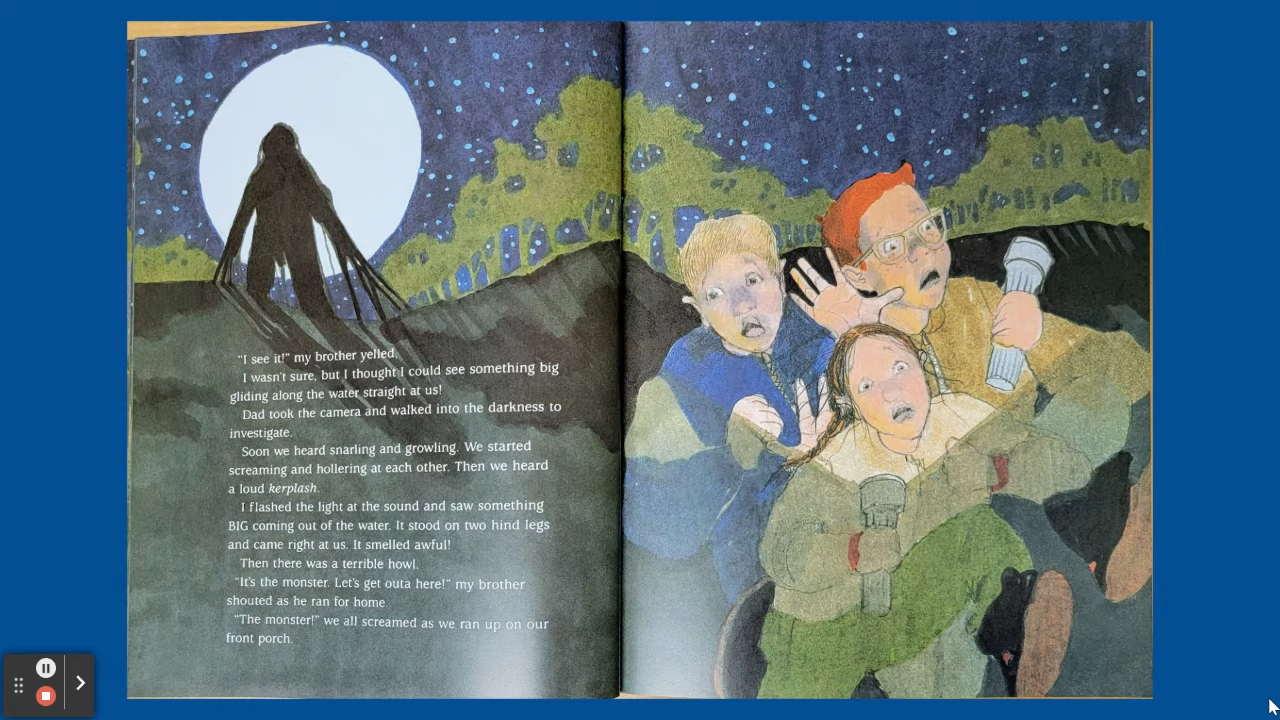 "I see it!" my brother yelled.
I wasn't sure, but I thought I could see something big
gliding along the water straight at us!
Dad took the camera and walked into the darkness to
investigate.
Soon we heard snarling and growling. We started
screaming and hollering at each other. Then we heard
a loud kerplash.
I flashed the light at the sound and saw something
BIG coming out of the water. It stood on two hind legs
and came right at us. It smelled awful!
Then there was a terrible howl.
"It's the monster. Let's get outa here!" my brother
shouted as he ran for home.
"The monster!" we all screamed as we ran up on our
front porch.